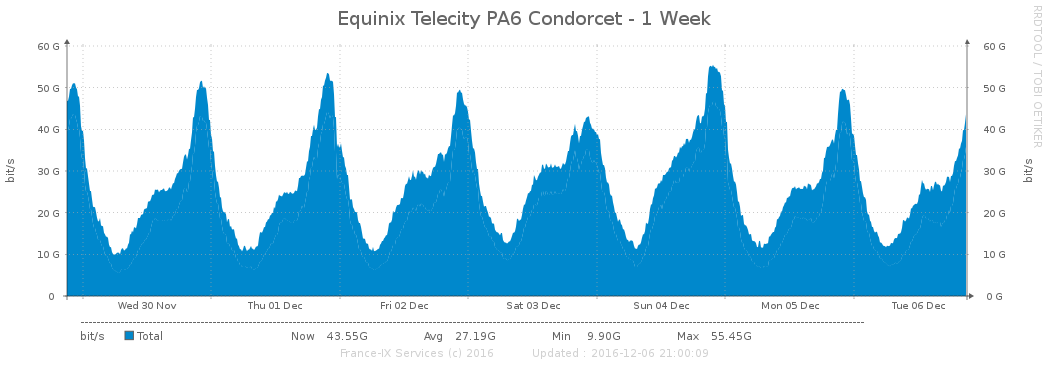 Equinix Telecity PA6 Condorcet - 1 Week
RRDTOOL / TOBI OETIKER
bit/s
60 G
50 G
40 G
30 G
20 G
10 G
0
60 G
50 G
40 G
30 G
20 G
10 G
0 G
bit/s
Wed 30 Nov Thu 01 Dec Fri 02 Dec Sat 03 Dec Sun 04 Dec Mon 05 Dec Tue 06 Dec
bit/s Total Now 43.55G Avg 27.19G Min 9.90G Max 55.45G
France-IX Services (c) 2016 Updated : 2016-12-06 21:00:09